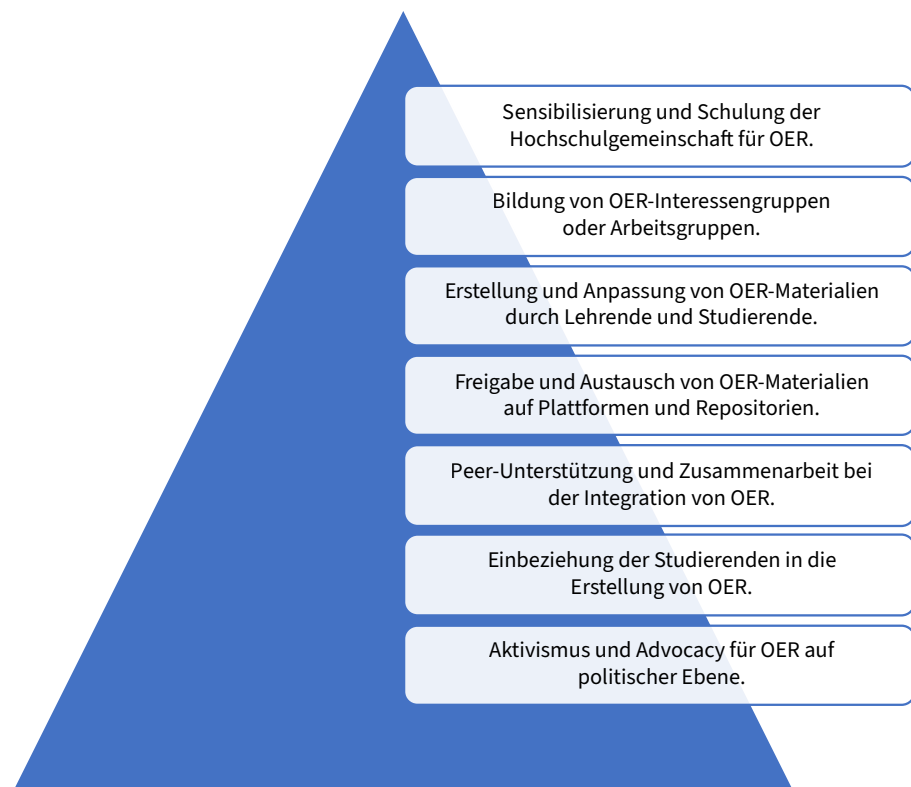 Sensibilisierung und Schulung der
Hochschulgemeinschaft für OER.
Bildung von OER-Interessengruppen
oder Arbeitsgruppen.
Erstellung und Anpassung von OER-Materialien
durch Lehrende und Studierende.
Freigabe und Austausch von OER-Materialien
auf Plattformen und Repositorien.
Peer-Unterstützung und Zusammenarbeit bei
der Integration von OER.
Einbeziehung der Studierenden in die
Erstellung von OER.
Aktivismus und Advocacy für OER auf
politischer Ebene.